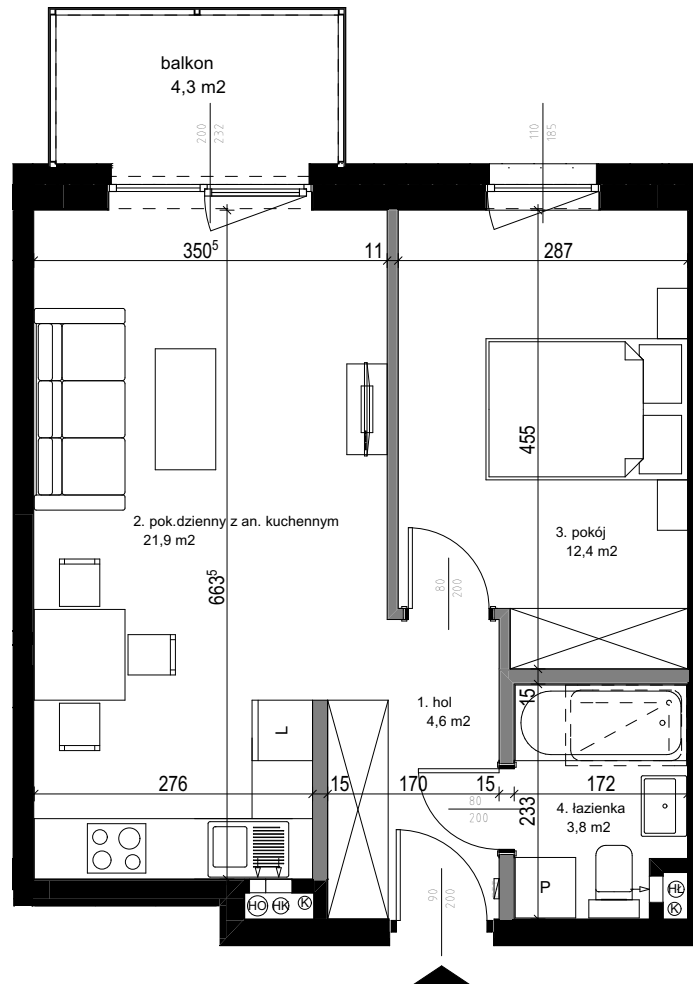 balkon
4,3 m2
200
232
110
185
350⁵
11
287
455
2. pok.dzienny z an. kuchennym
21,9 m2
3. pokój
12,4 m2
663⁵
80
200
1. hol
4,6 m2
15
L
276
15
170
15
172
80
200
233
4. łazienka
3,8 m2
P
90
200
HO
HK
K
HŁ
K